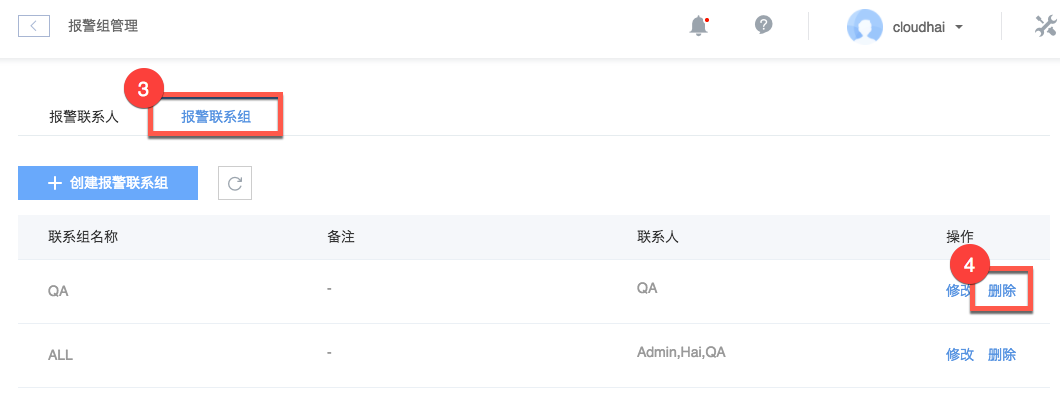 报警组管理
cloudhai
3
报警联系人 报警联系组
创建报警联系组
联系组名称 备注 联系人 操作
4
QA - QA 修改 删除
ALL - Admin,Hai,QA 修改 删除